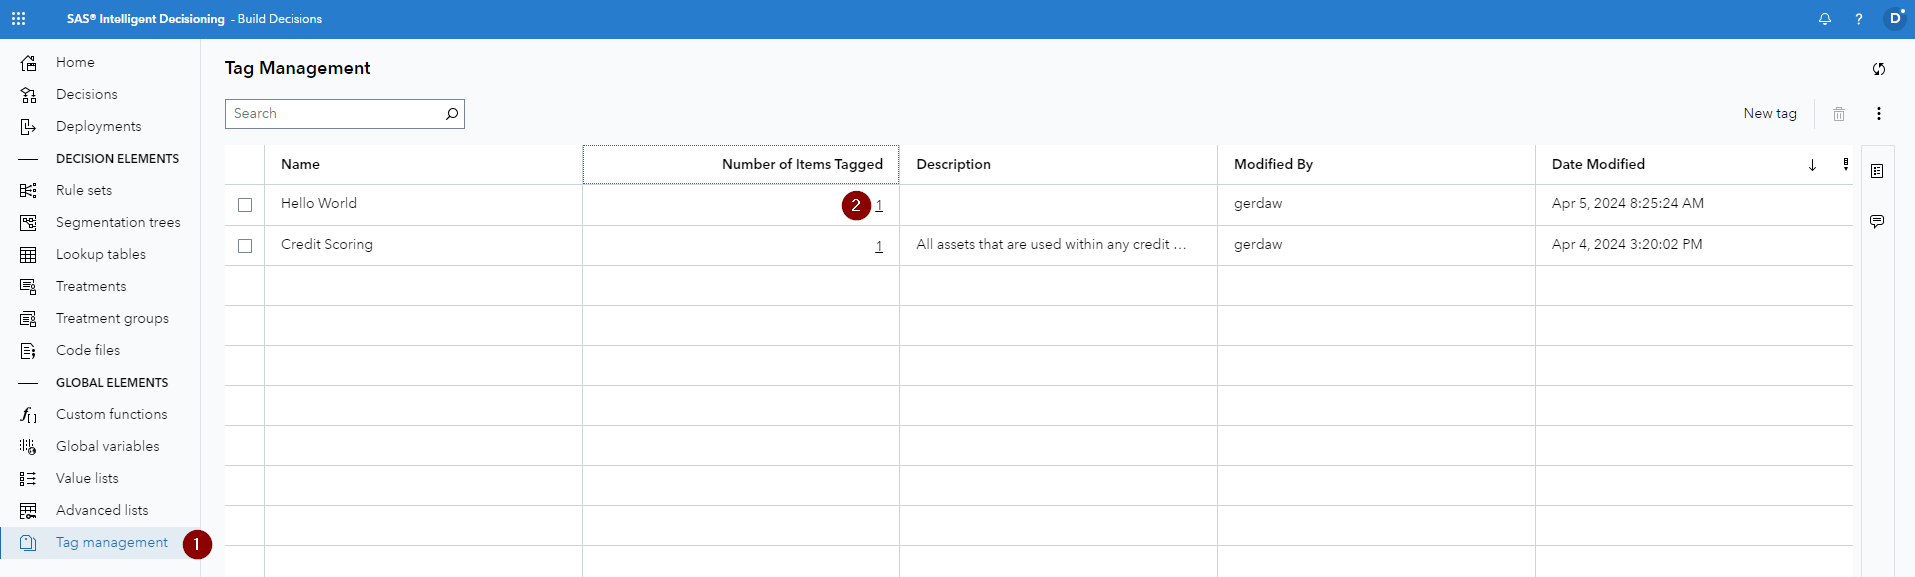 SAS® Intelligent Decisioning - Build Decisions
? D
Home
Decisions
Deployments
DECISION ELEMENTS
Rule sets
Segmentation trees
Lookup tables
Treatments
Treatment groups
Code files
GLOBAL ELEMENTS
Custom functions
Global variables
Value lists
Advanced lists
Tag management 1
Tag Management
Search
New tag
Name Number of Items Tagged Description Modified By Date Modified
Hello World 2 1 gerdaw Apr 5, 2024 8:25:24 AM
Credit Scoring 1 All assets that are used within any credit ... gerdaw Apr 4, 2024 3:20:02 PM